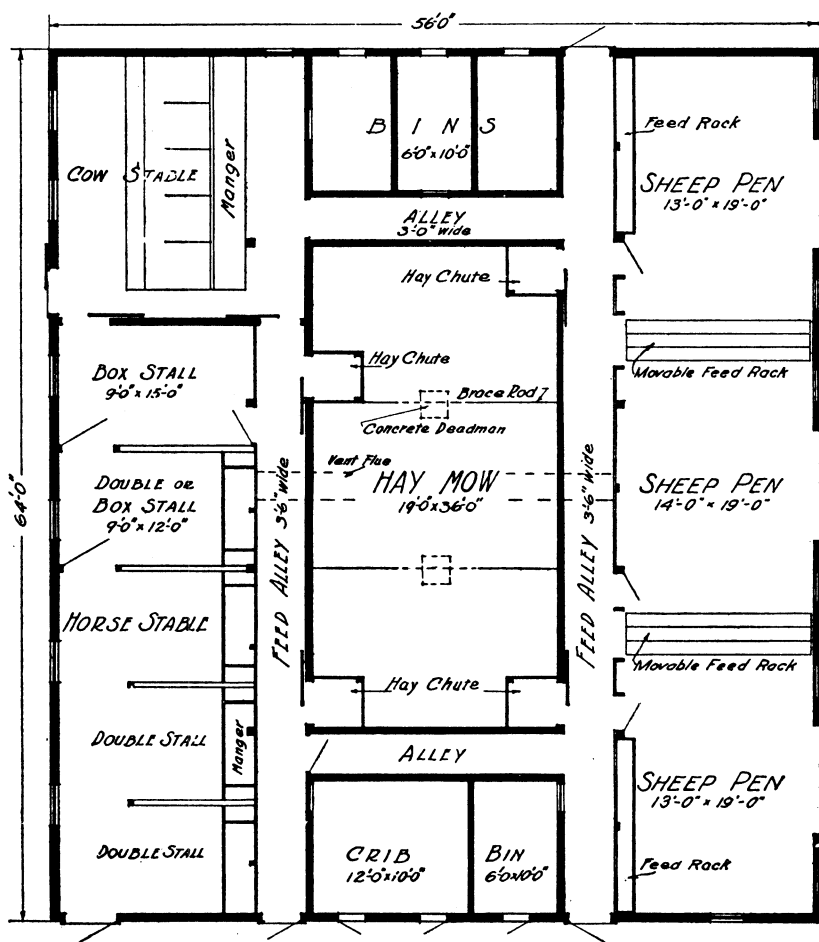 56'-0"
64'-0"
COW STABLE
Manger
B I N S
6'-0" x 10'-0"
Feed Rack
SHEEP PEN
13'-0" x 19'-0"
ALLEY
3'-0" wide
Hay Chute
Hay Chute
Movable Feed Rack
BOX STALL
9'-0" x 15'-0"
Brace Rod
Concrete Deadman
Vent Flue
DOUBLE OR
BOX STALL
9'-0" x 12'-0"
HAY MOW
19'-0" x 36'-0"
SHEEP PEN
14'-0" x 19'-0"
FEED ALLEY 3'-6" wide
FEED ALLEY 3'-6" wide
HORSE STABLE
Movable Feed Rack
Hay Chute
DOUBLE STALL
Manger
ALLEY
SHEEP PEN
13'-0" x 19'-0"
DOUBLE STALL
CRIB
12'-0" x 10'-0"
BIN
6'-0" x 10'-0"
Feed Rack